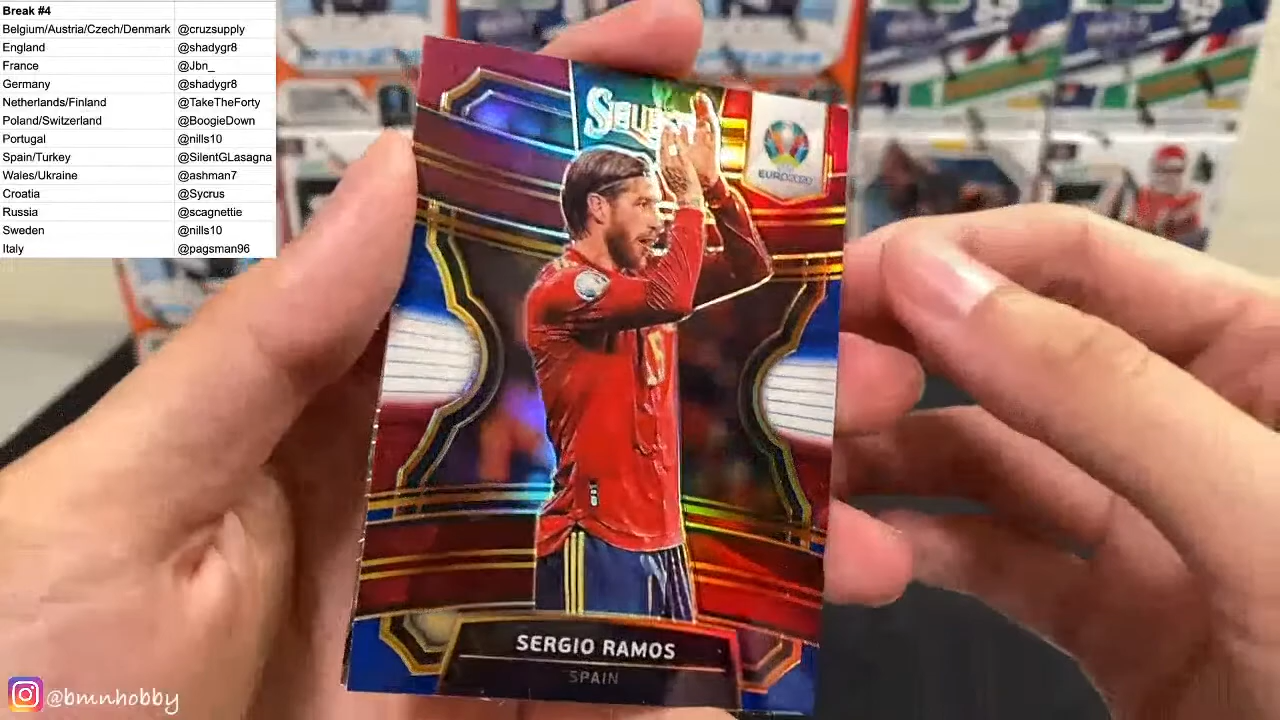 Break #4
Belgium/Austria/Czech/Denmark @cruzsupply
England @shadygr8
France @Jbn_
Germany @shadygr8
Netherlands/Finland @TakeTheForty
Poland/Switzerland @BoogieDown
Portugal @nills10
Spain/Turkey @SilentGLasagna
Wales/Ukraine @ashman7
Croatia @Sycrus
Russia @scagnettie
Sweden @nills10
Italy @pagsman96
SELECT
EURO2020
SERGIO RAMOS
SPAIN
@bmnhobby